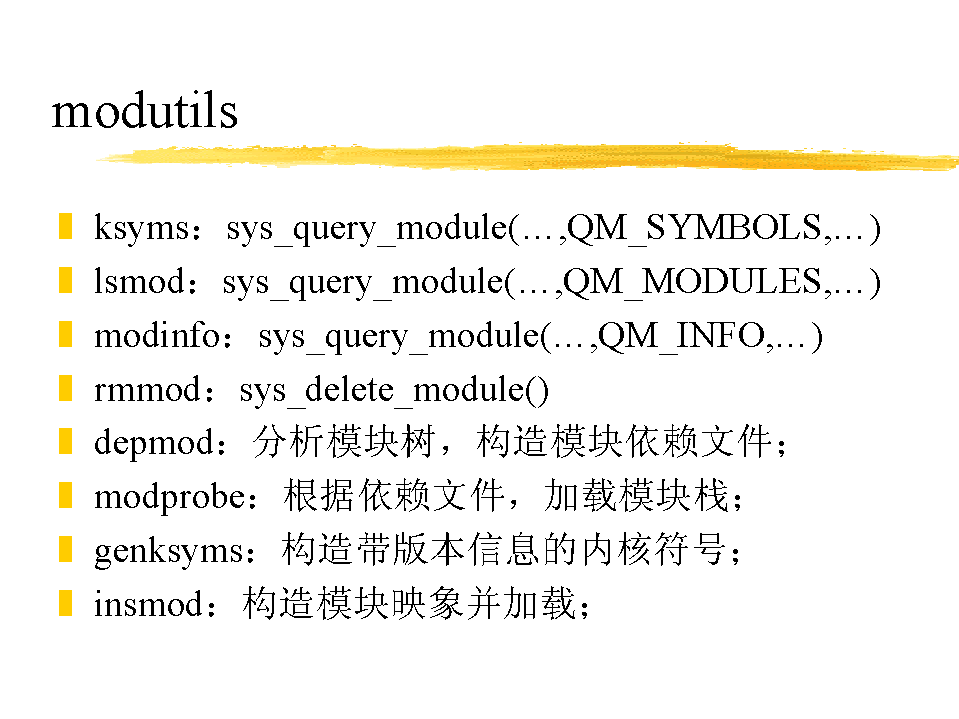 modutils
ksyms：sys_query_module(…,QM_SYMBOLS,…)
lsmod：sys_query_module(…,QM_MODULES,…)
modinfo：sys_query_module(…,QM_INFO,…)
rmmod：sys_delete_module()
depmod：分析模块树，构造模块依赖文件；
modprobe：根据依赖文件，加载模块栈；
genksyms：构造带版本信息的内核符号；
insmod：构造模块映象并加载；